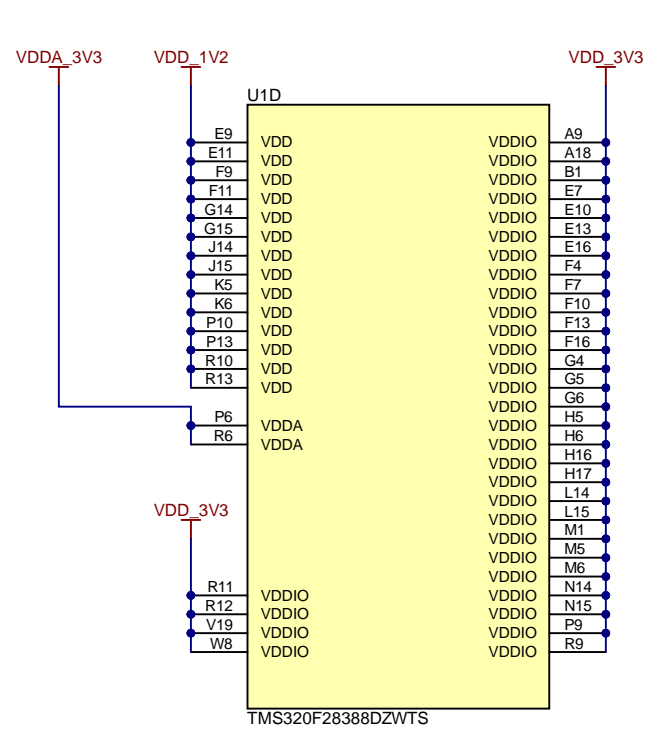 VDDA_3V3 VDD_1V2 VDD_3V3
U1D
E9 VDD VDDIO A9
E11 VDD VDDIO A18
F9 VDD VDDIO B1
F11 VDD VDDIO E7
G14 VDD VDDIO E10
G15 VDD VDDIO E13
J14 VDD VDDIO E16
J15 VDD VDDIO F4
K5 VDD VDDIO F7
K6 VDD VDDIO F10
P10 VDD VDDIO F13
P13 VDD VDDIO F16
R10 VDD VDDIO G4
R13 VDD VDDIO G5
VDDIO G6
P6 VDDA VDDIO H5
R6 VDDA VDDIO H6
VDDIO H16
VDDIO H17
VDDIO L14
VDD_3V3 VDDIO L15
VDDIO M1
VDDIO M5
VDDIO M6
R11 VDDIO VDDIO N14
R12 VDDIO VDDIO N15
V19 VDDIO VDDIO P9
W8 VDDIO VDDIO R9
TMS320F28388DZWTS